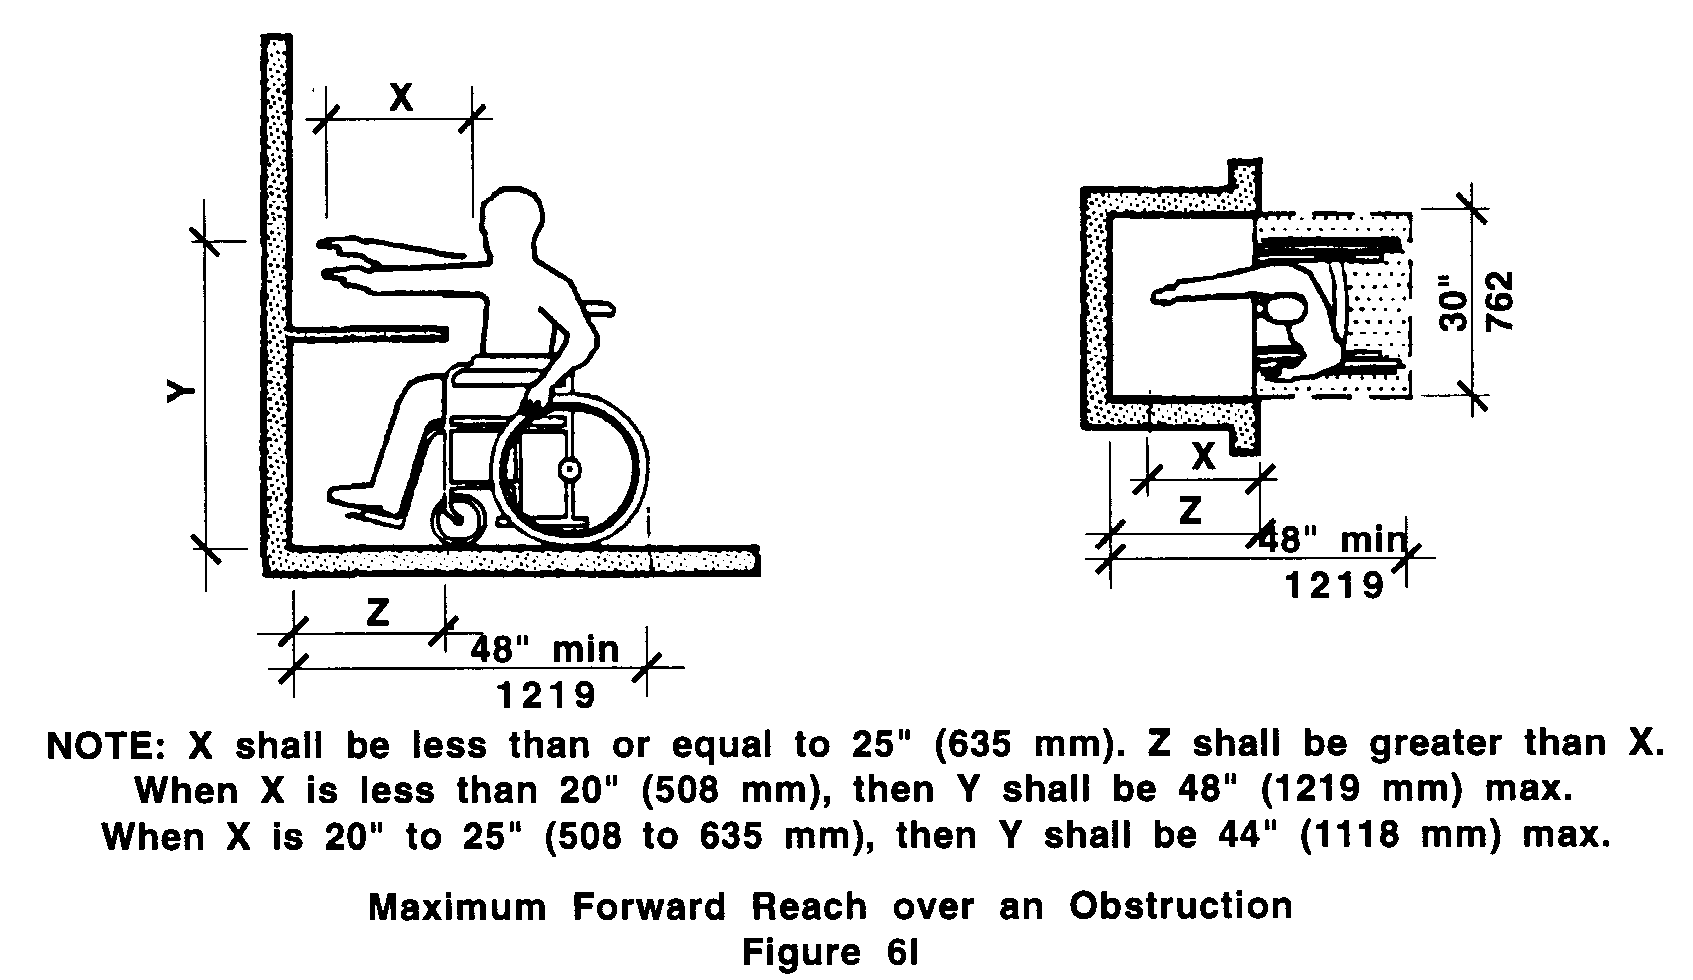 X
Y
Z
48" min
1219
30"
762
X
Z
48" min
1219
NOTE: X shall be less than or equal to 25" (635 mm). Z shall be greater than X.
When X is less than 20" (508 mm), then Y shall be 48" (1219 mm) max.
When X is 20" to 25" (508 to 635 mm), then Y shall be 44" (1118 mm) max.
Maximum Forward Reach over an Obstruction
Figure 6I